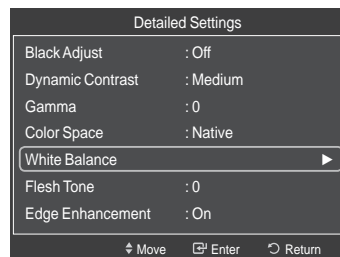 Detailed Settings
Black Adjust : Off
Dynamic Contrast : Medium
Gamma : 0
Color Space : Native
White Balance ►
Flesh Tone : 0
Edge Enhancement : On
Move Enter Return